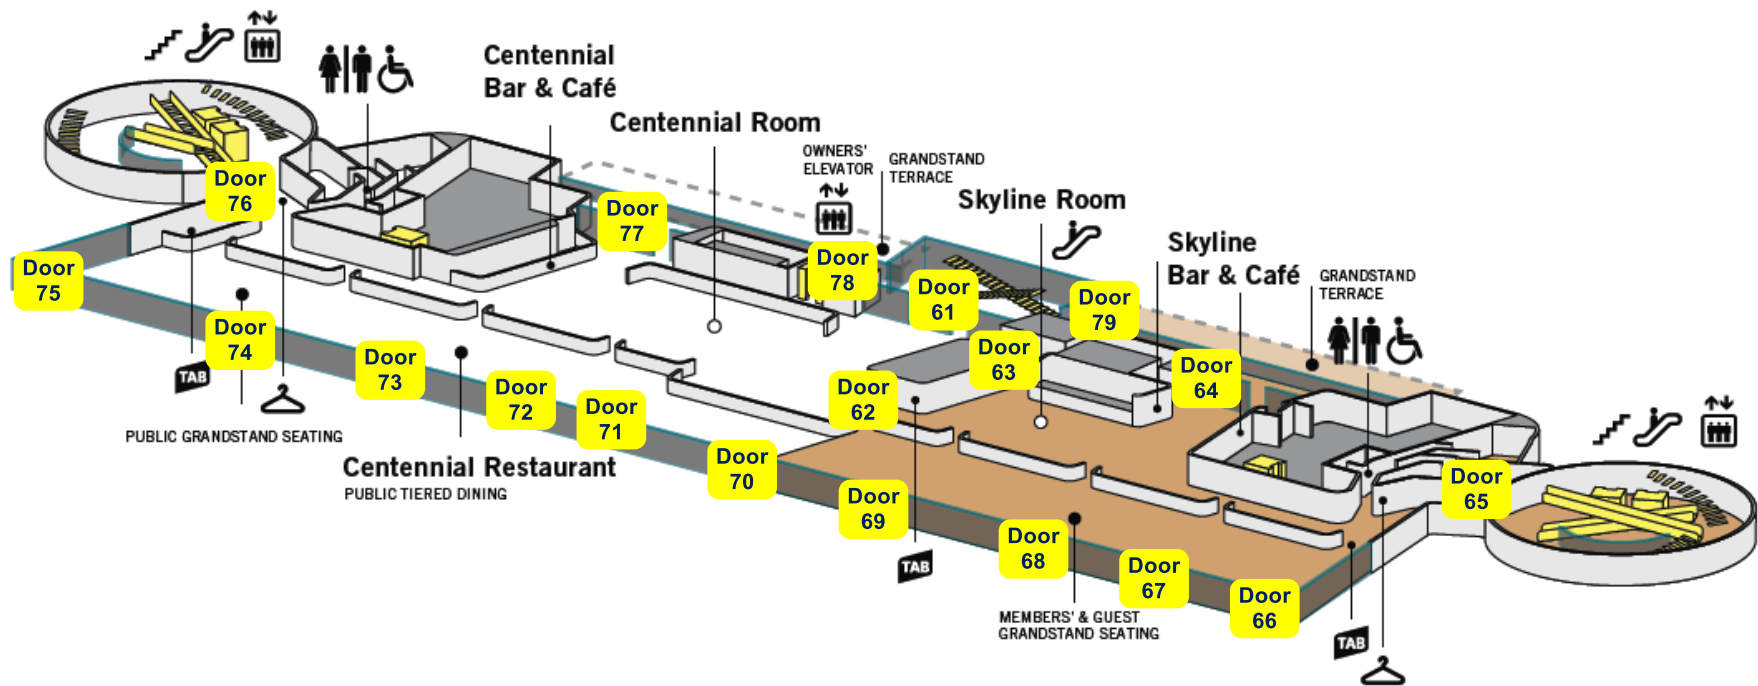 Centennial
Bar & Café
Centennial Room
OWNERS'
ELEVATOR
GRANDSTAND
TERRACE
Skyline Room
Skyline
Bar & Café
GRANDSTAND
TERRACE
Door
76
Door
77
Door
78
Door
75
Door
61
Door
79
Door
74
Door
63
Door
64
Door
73
Door
72
Door
62
Door
71
TAB
PUBLIC GRANDSTAND SEATING
Centennial Restaurant
PUBLIC TIERED DINING
Door
70
Door
65
Door
69
Door
68
TAB
Door
67
Door
66
MEMBERS' & GUEST
GRANDSTAND SEATING
TAB